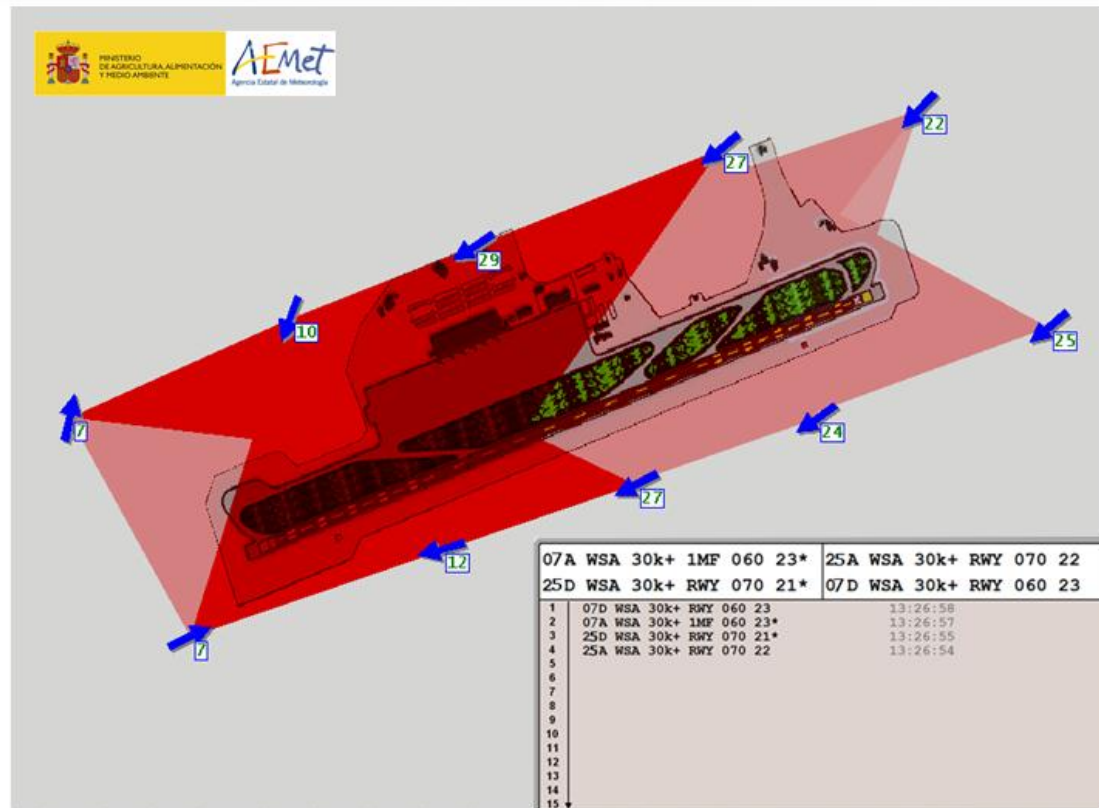 MINISTERIO
DE AGRICULTURA, ALIMENTACIÓN
Y MEDIO AMBIENTE
AEMet
Agencia Estatal de Meteorología
22
27
29
10
25
7
24
27
12
7
07A WSA 30k+ 1MF 060 23* 25A WSA 30k+ RWY 070 22
25D WSA 30k+ RWY 070 21* 07D WSA 30k+ RWY 060 23
1 07D WSA 30k+ RWY 060 23 13:26:58
2 07A WSA 30k+ 1MF 060 23* 13:26:57
3 25D WSA 30k+ RWY 070 21* 13:26:55
4 25A WSA 30k+ RWY 070 22 13:26:54
5
6
7
8
9
10
11
12
13
14
15